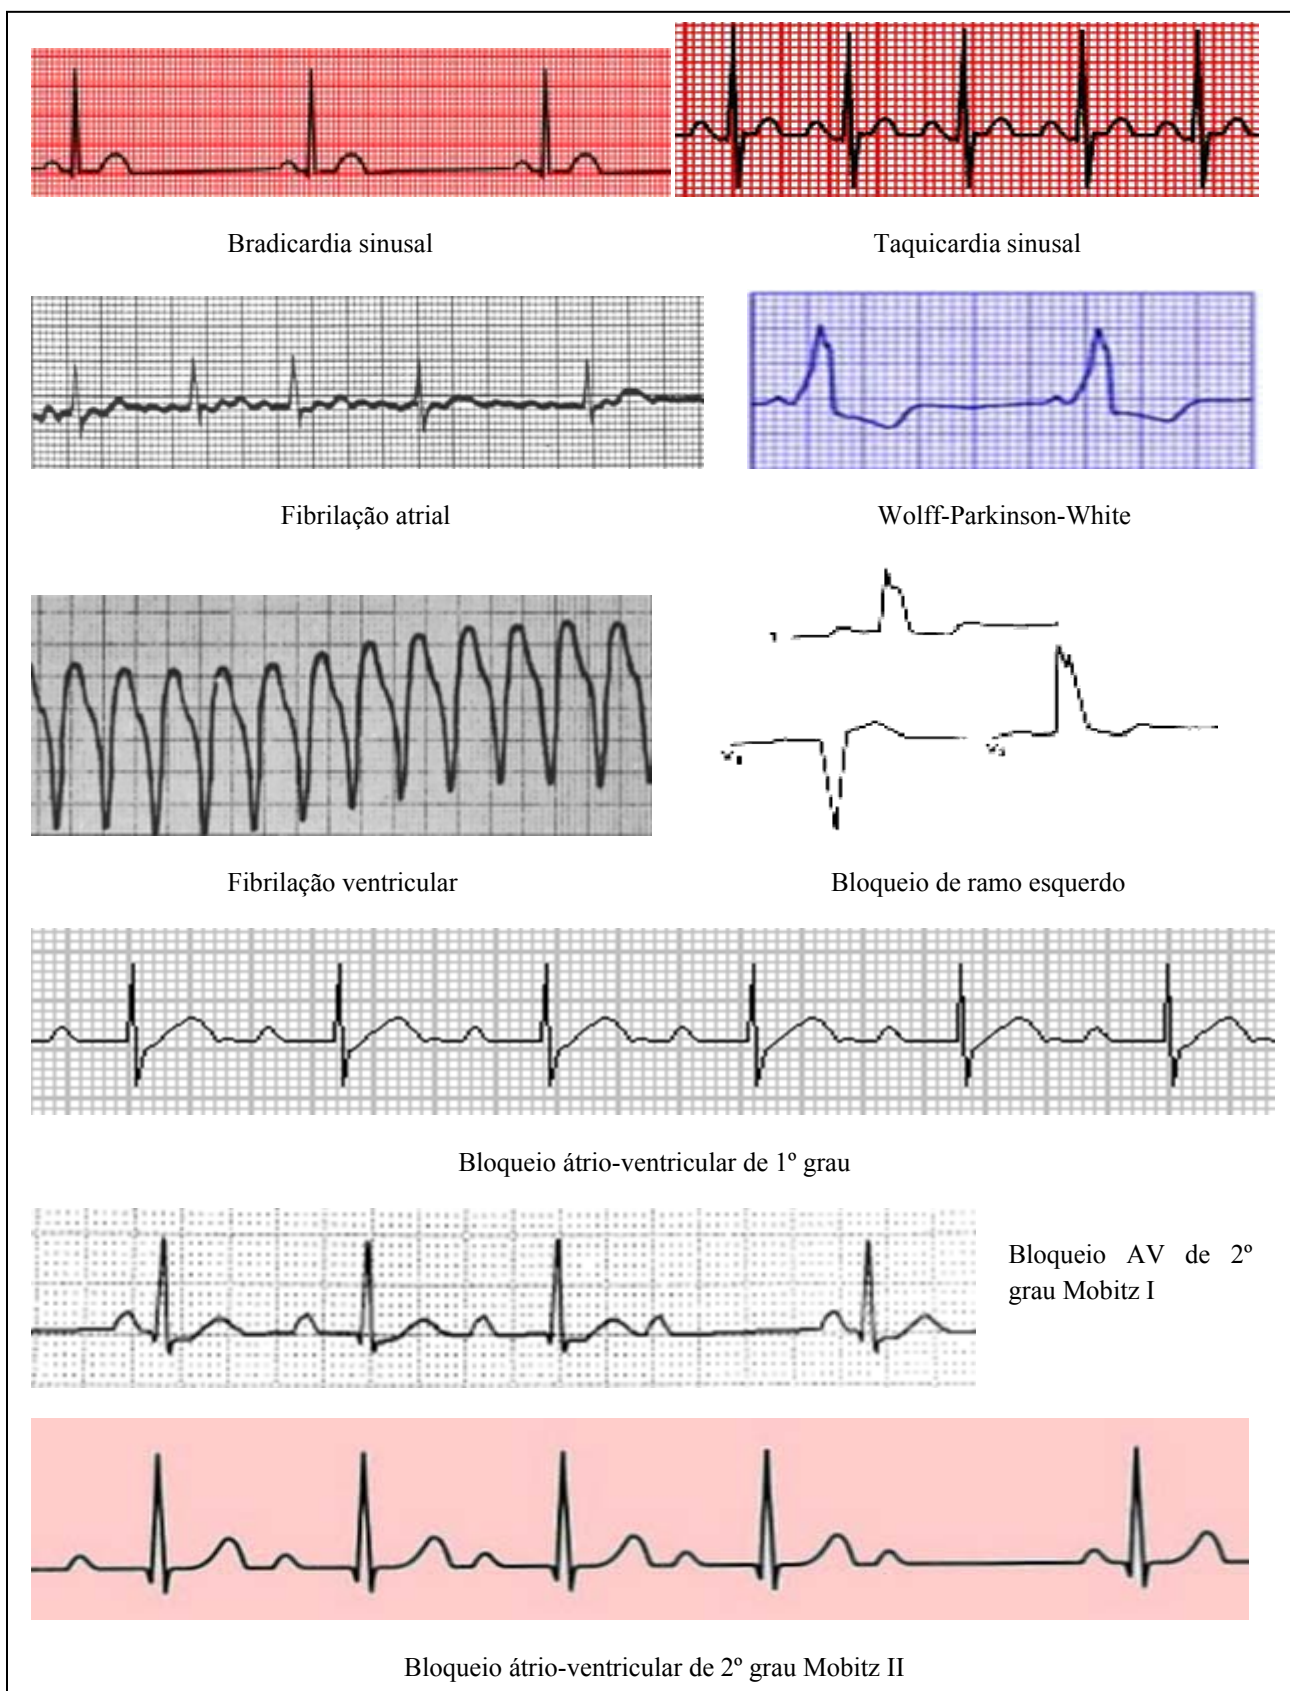 Bradicardia sinusal
Taquicardia sinusal
Fibrilação atrial
Wolff-Parkinson-White
Fibrilação ventricular
Bloqueio de ramo esquerdo
Bloqueio átrio-ventricular de 1º grau
Bloqueio AV de 2º
grau Mobitz I
Bloqueio átrio-ventricular de 2º grau Mobitz II